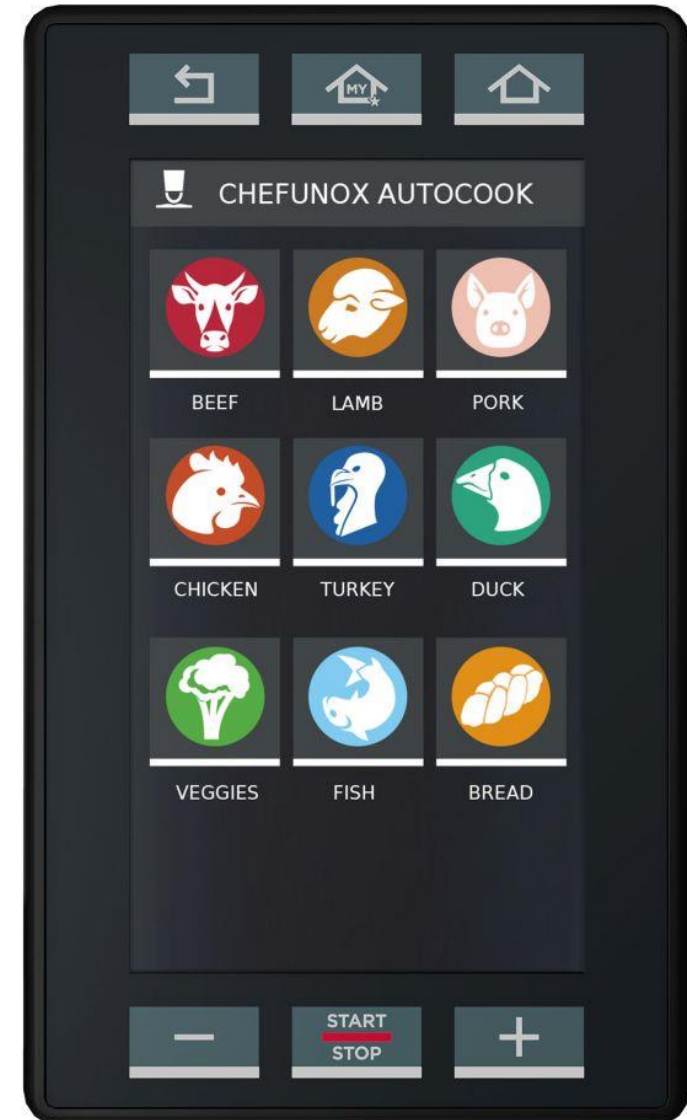 MY
CHEFUNOX AUTOCOOK
BEEF LAMB PORK
CHICKEN TURKEY DUCK
VEGGIES FISH BREAD
START
STOP